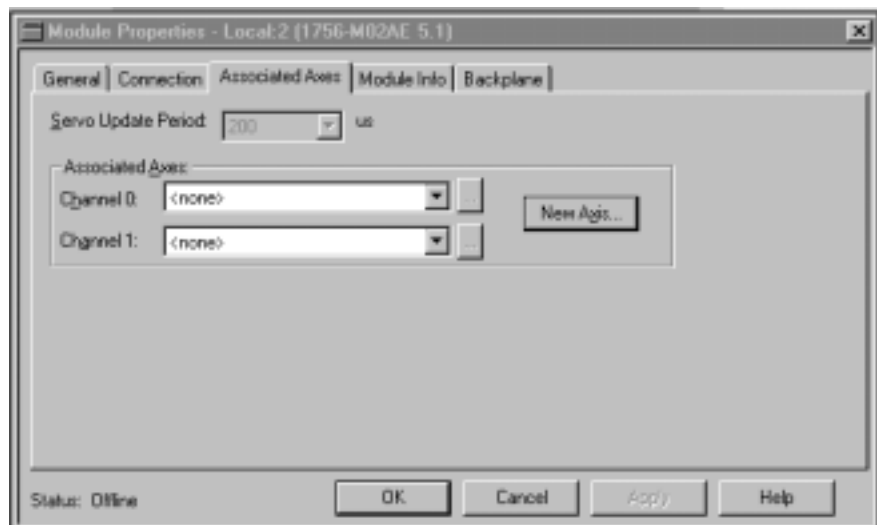 Module Properties - Local:2 (1756-M02AE 5.1)
General Connection Associated Axes Module Info Backplane
Servo Update Period: 200 us
Associated Axes
Channel 0: <none> ...
New Axis...
Channel 1: <none> ...
Status: Offline
OK Cancel Apply Help